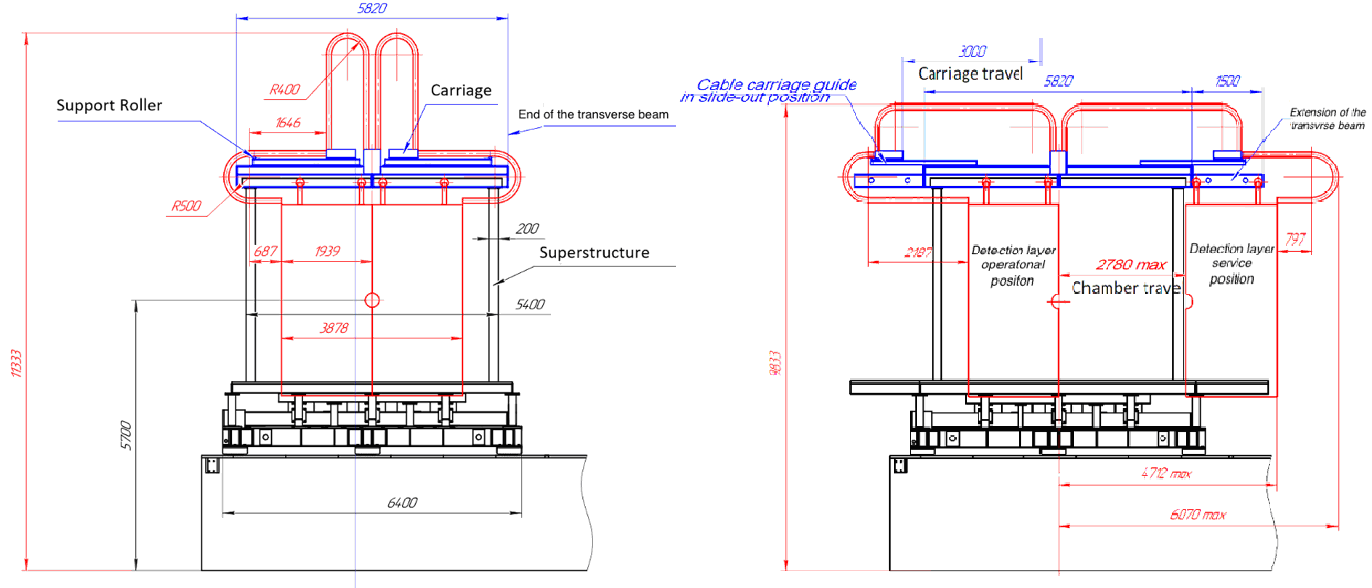 5820
R400
Support Roller
Carriage
1646
End of the transverse beam
R500
200
687
1939
Superstructure
5400
3878
11333
5700
6400
3000
Carriage travel
Cable carriage guide
in slide-out position
5820
1500
Extension of the
transvrse beam
2187
Detection layer
operatonal
positon
2780 max
Chamber trave
Detection layer
service
position
797
9833
4712 max
6070 max